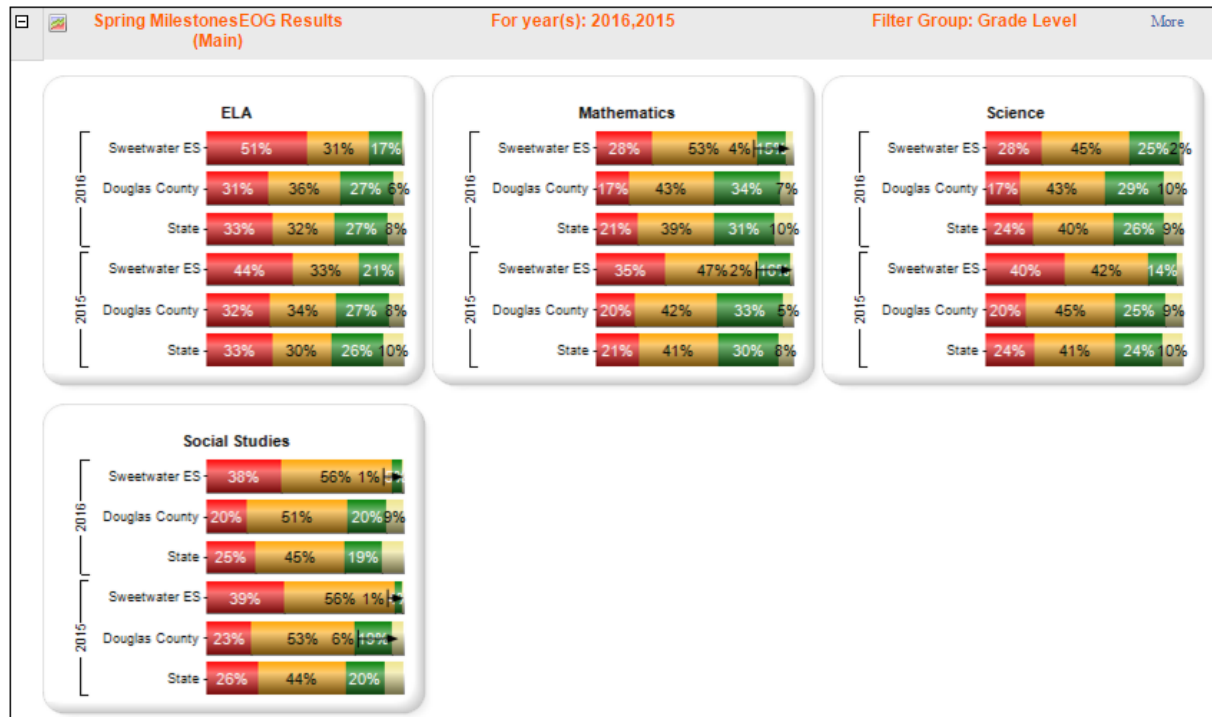 Spring MilestonesEOG Results (Main) For year(s): 2016,2015 Filter Group: Grade Level More
ELA
2016
Sweetwater ES 51% 31% 17%
Douglas County 31% 36% 27% 6%
State 33% 32% 27% 8%
2015
Sweetwater ES 44% 33% 21%
Douglas County 32% 34% 27% 8%
State 33% 30% 26% 10%
Mathematics
2016
Sweetwater ES 28% 53% 4% 15%
Douglas County 17% 43% 34% 7%
State 21% 39% 31% 10%
2015
Sweetwater ES 35% 47% 2% 16%
Douglas County 20% 42% 33% 5%
State 21% 41% 30% 8%
Science
2016
Sweetwater ES 28% 45% 25% 2%
Douglas County 17% 43% 29% 10%
State 24% 40% 26% 9%
2015
Sweetwater ES 40% 42% 14%
Douglas County 20% 45% 25% 9%
State 24% 41% 24% 10%
Social Studies
2016
Sweetwater ES 38% 56% 1%
Douglas County 20% 51% 20% 9%
State 25% 45% 19%
2015
Sweetwater ES 39% 56% 1%
Douglas County 23% 53% 6% 19%
State 26% 44% 20%